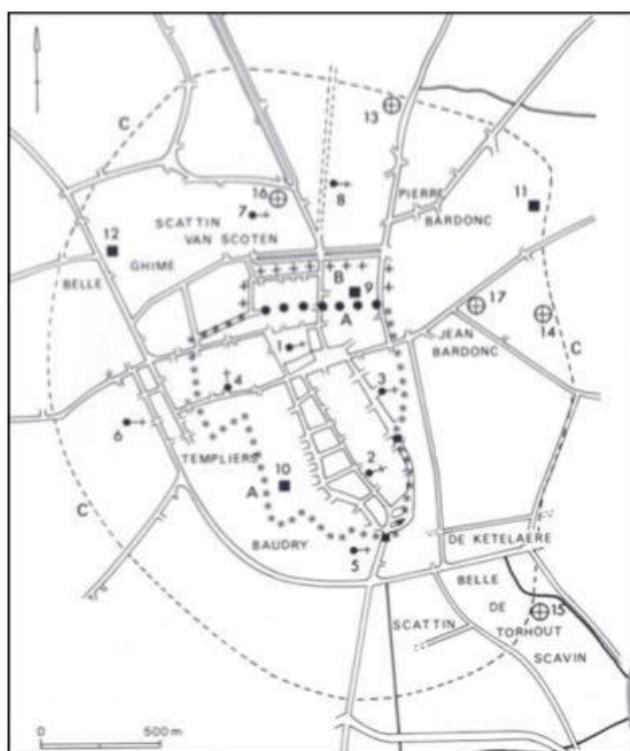 C
13
PIERRE
11
16
8
7
BARDONC
SCATTIN
12
VAN SCOTEN
GHIME
B
9
BELLE
A
17
14
1
JEAN
BARDONC
C
4
3
6
2
TEMPLIERS
10
A
C
BAUDRY
DE KETELAERE
5
BELLE
DE
15
SCATTIN
TORHOUT
SCAVIN
0 500 m